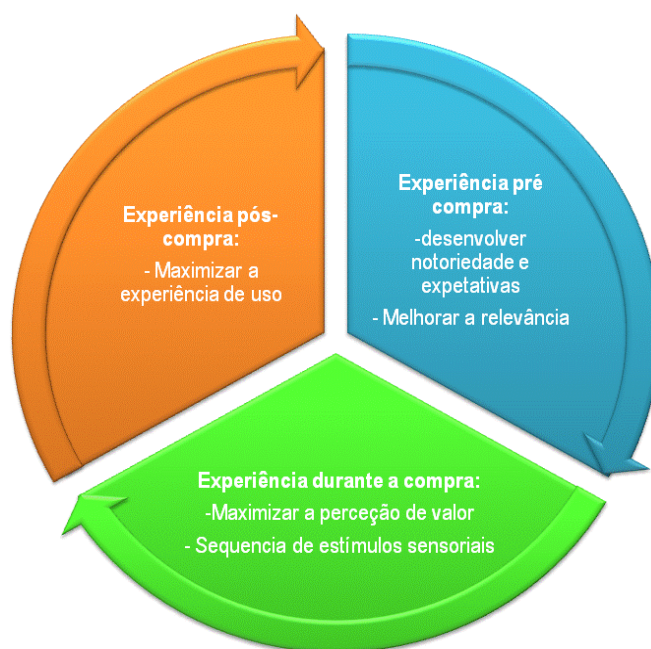 Experiência pré
compra:
-desenvolver
notoriedade e
expetativas
- Melhorar a relevância
Experiência durante a compra:
-Maximizar a perceção de valor
- Sequencia de estímulos sensoriais
Experiência pós-
compra:
- Maximizar a
experiência de uso